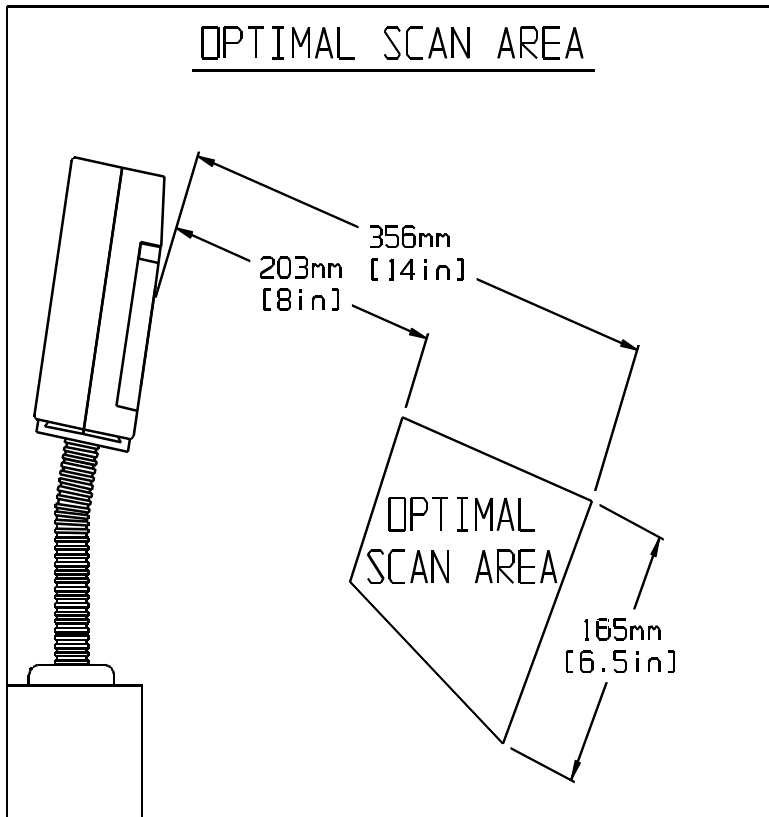 OPTIMAL SCAN AREA
356mm
[14in]
203mm
[8in]
OPTIMAL
SCAN AREA
165mm
[6.5in]